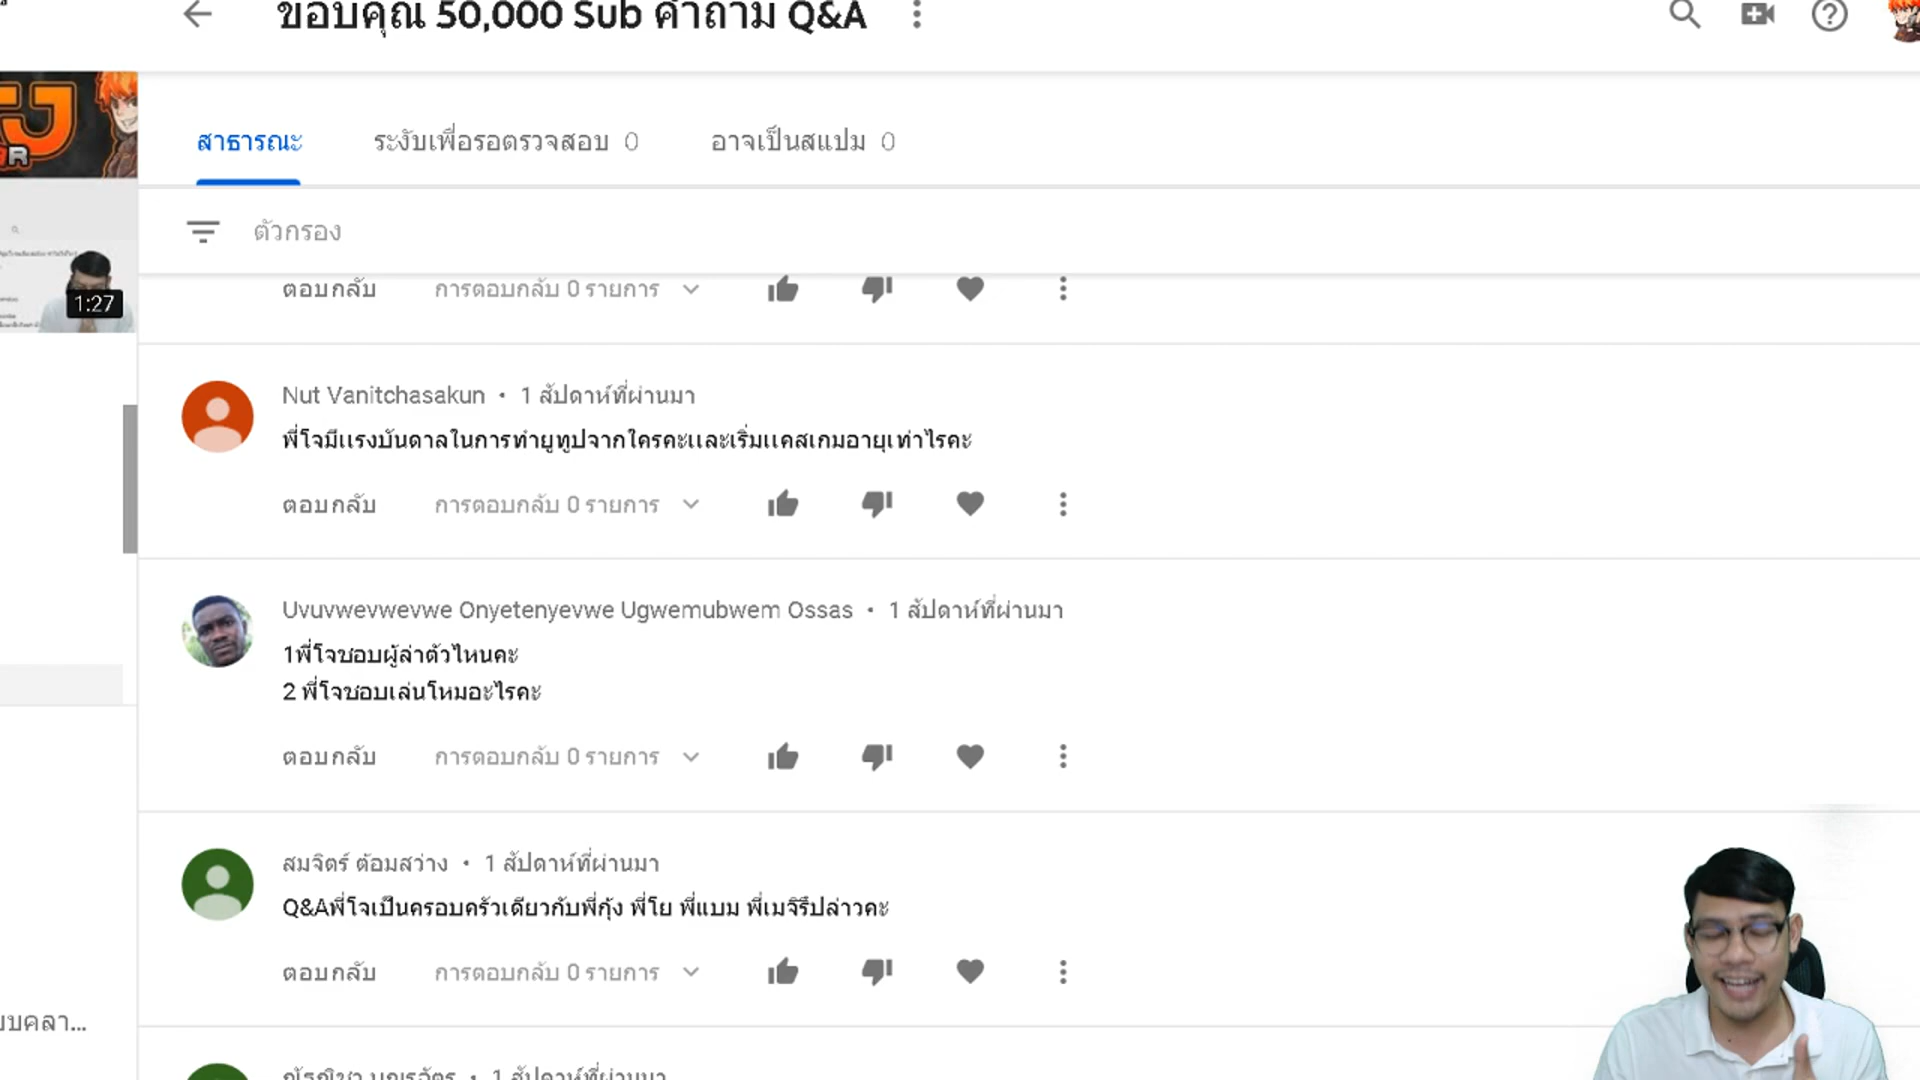 ขอบคุณ 50,000 Sub คำถาม Q&A
สาธารณะ
ระงับเพื่อรอตรวจสอบ 0
อาจเป็นสแปม 0
ตัวกรอง
1:27
ตอบกลับ การตอบกลับ 0 รายการ
Nut Vanitchasakun • 1 สัปดาห์ที่ผ่านมา
พี่โจมีแรงบันดาลในการทำยูทูปจากใครคะและเริ่มแคสเกมอายุเท่าไรคะ
ตอบกลับ การตอบกลับ 0 รายการ
Uvuvwevwevwe Onyetenyevwe Ugwemubwem Ossas • 1 สัปดาห์ที่ผ่านมา
1พี่โจชอบผู้ล่าตัวไหนคะ
2 พี่โจชอบเล่นโหมอะไรคะ
ตอบกลับ การตอบกลับ 0 รายการ
สมจิตร์ ต้อมสว่าง • 1 สัปดาห์ที่ผ่านมา
Q&Aพี่โจเป็นครอบครัวเดียวกับพี่กุ้ง พี่โย พี่แบม พี่เมจิรึปล่าวคะ
ตอบกลับ การตอบกลับ 0 รายการ
1 สัปดาห์ที่ผ่านมา